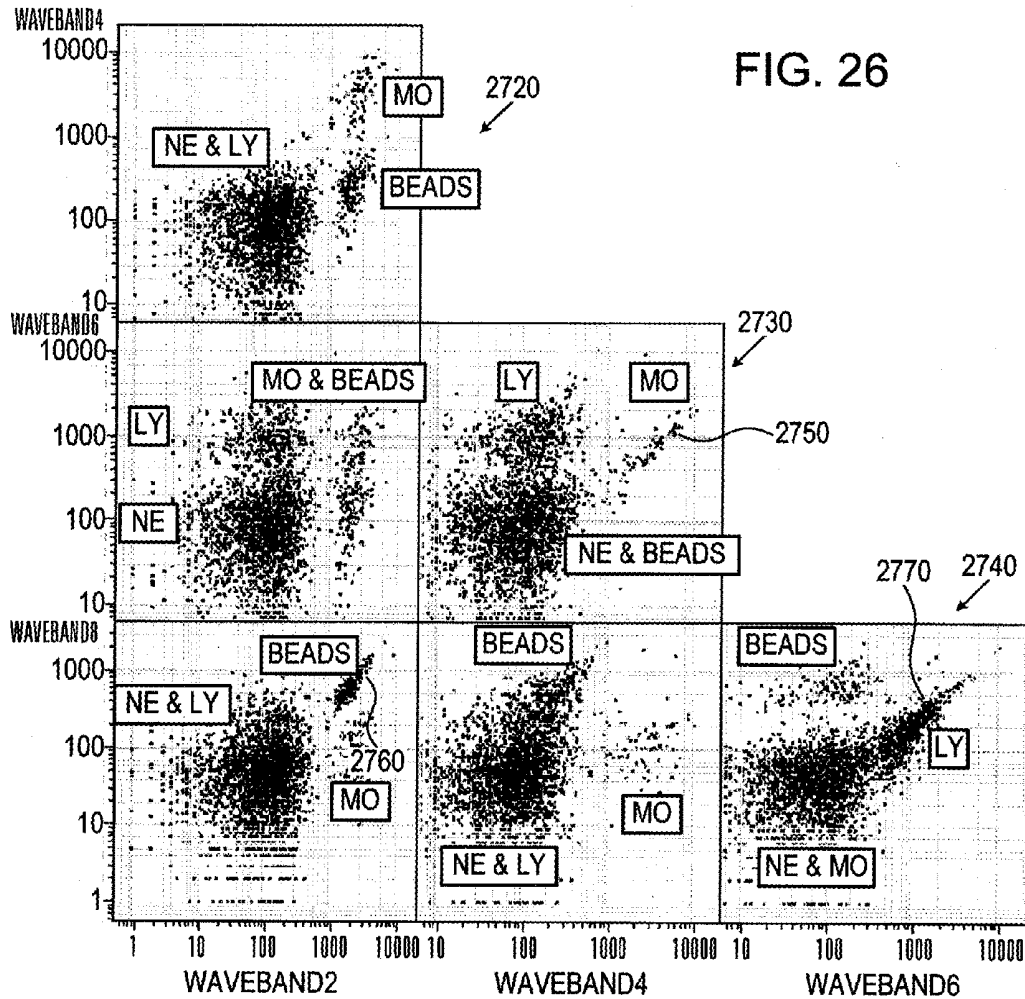 WAVEBAND4
FIG. 26
10000
1000
100
10
MO
2720
NE & LY
BEADS
WAVEBAND6
10000
1000
100
10
MO & BEADS
LY
NE
LY
MO
2730
2750
NE & BEADS
WAVEBAND8
1000
100
10
1
BEADS
NE & LY
2760
MO
BEADS
MO
NE & LY
2770
2740
BEADS
LY
NE & MO
1 10 100 1000 10000
10 100 1000 10000
10 100 1000 10000
WAVEBAND2
WAVEBAND4
WAVEBAND6